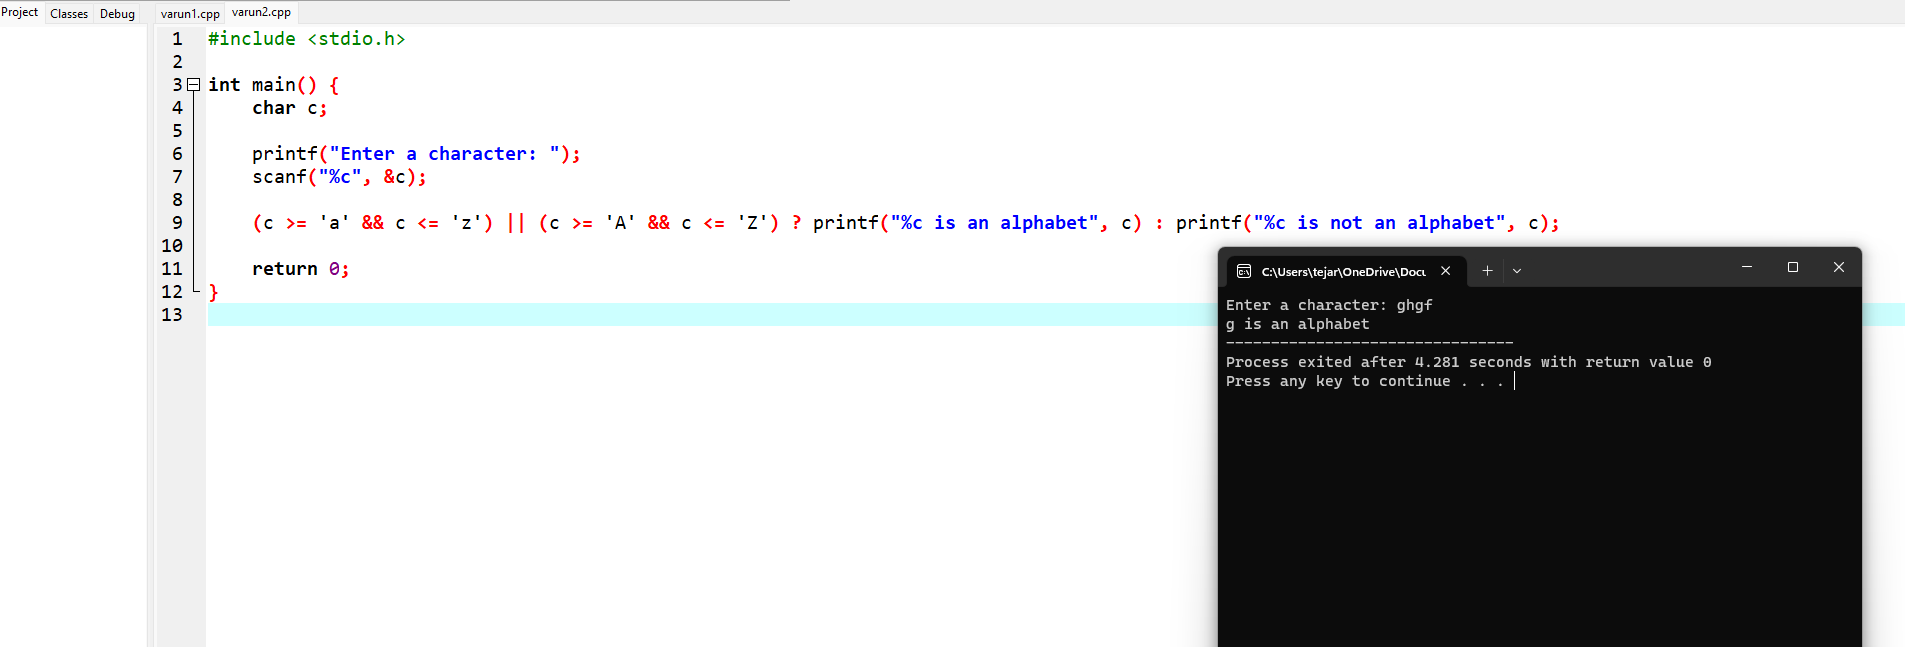 Project Classes Debug varun1.cpp varun2.cpp
1 #include <stdio.h>
2
3 int main() {
4     char c;
5
6     printf("Enter a character: ");
7     scanf("%c", &c);
8
9     (c >= 'a' && c <= 'z') || (c >= 'A' && c <= 'Z') ? printf("%c is an alphabet", c) : printf("%c is not an alphabet", c);
10
11     return 0;
12 }
13
C:\Users\tejar\OneDrive\Docu
Enter a character: ghgf
g is an alphabet
--------------------------------
Process exited after 4.281 seconds with return value 0
Press any key to continue . . .